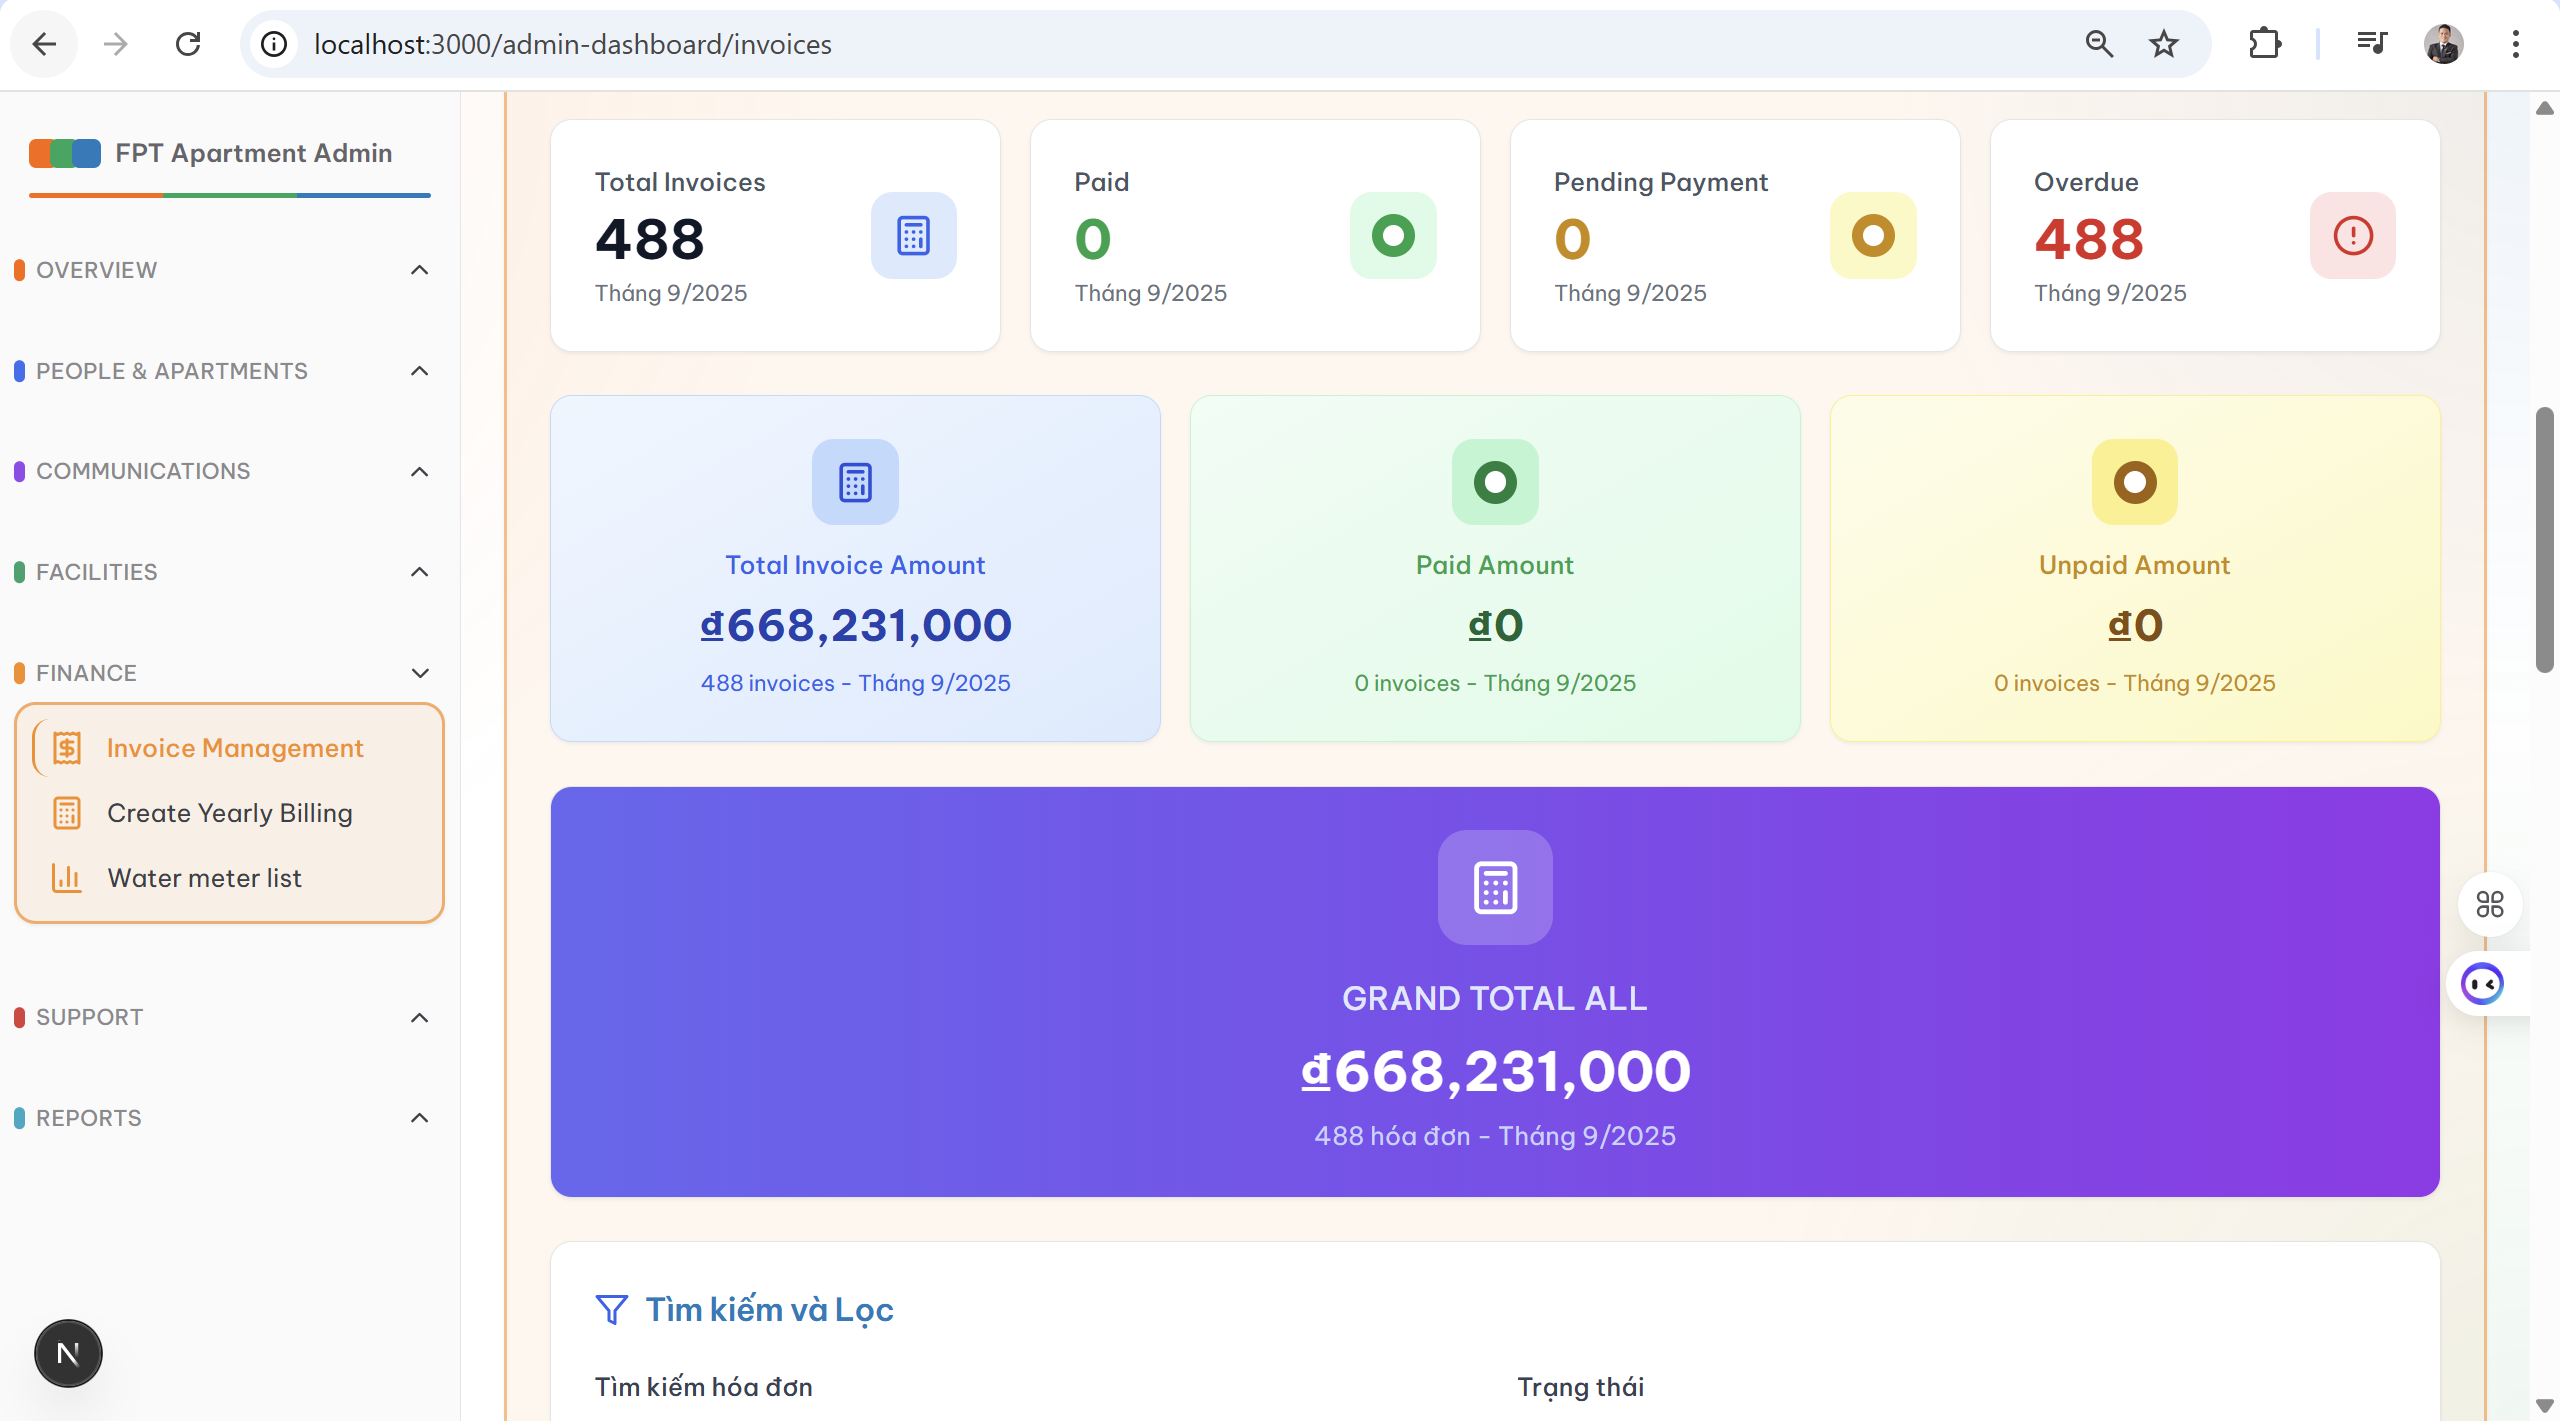 localhost:3000/admin-dashboard/invoices
FPT Apartment Admin
OVERVIEW
PEOPLE & APARTMENTS
COMMUNICATIONS
FACILITIES
FINANCE
Invoice Management
Create Yearly Billing
Water meter list
SUPPORT
REPORTS
N
Total Invoices
488
Tháng 9/2025
Paid
0
Tháng 9/2025
Pending Payment
0
Tháng 9/2025
Overdue
488
Tháng 9/2025
Total Invoice Amount
₫668,231,000
488 invoices - Tháng 9/2025
Paid Amount
₫0
0 invoices - Tháng 9/2025
Unpaid Amount
₫0
0 invoices - Tháng 9/2025
GRAND TOTAL ALL
₫668,231,000
488 hóa đơn - Tháng 9/2025
Tìm kiếm và Lọc
Tìm kiếm hóa đơn
Trạng thái